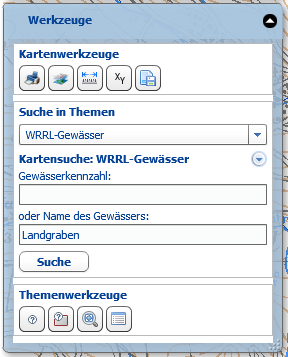 Werkzeuge
Kartenwerkzeuge
XY
Suche in Themen
WRRL-Gewässer
Kartensuche: WRRL-Gewässer
Gewässerkennzahl:
oder Name des Gewässers:
Landgraben
Suche
Themenwerkzeuge
? ?